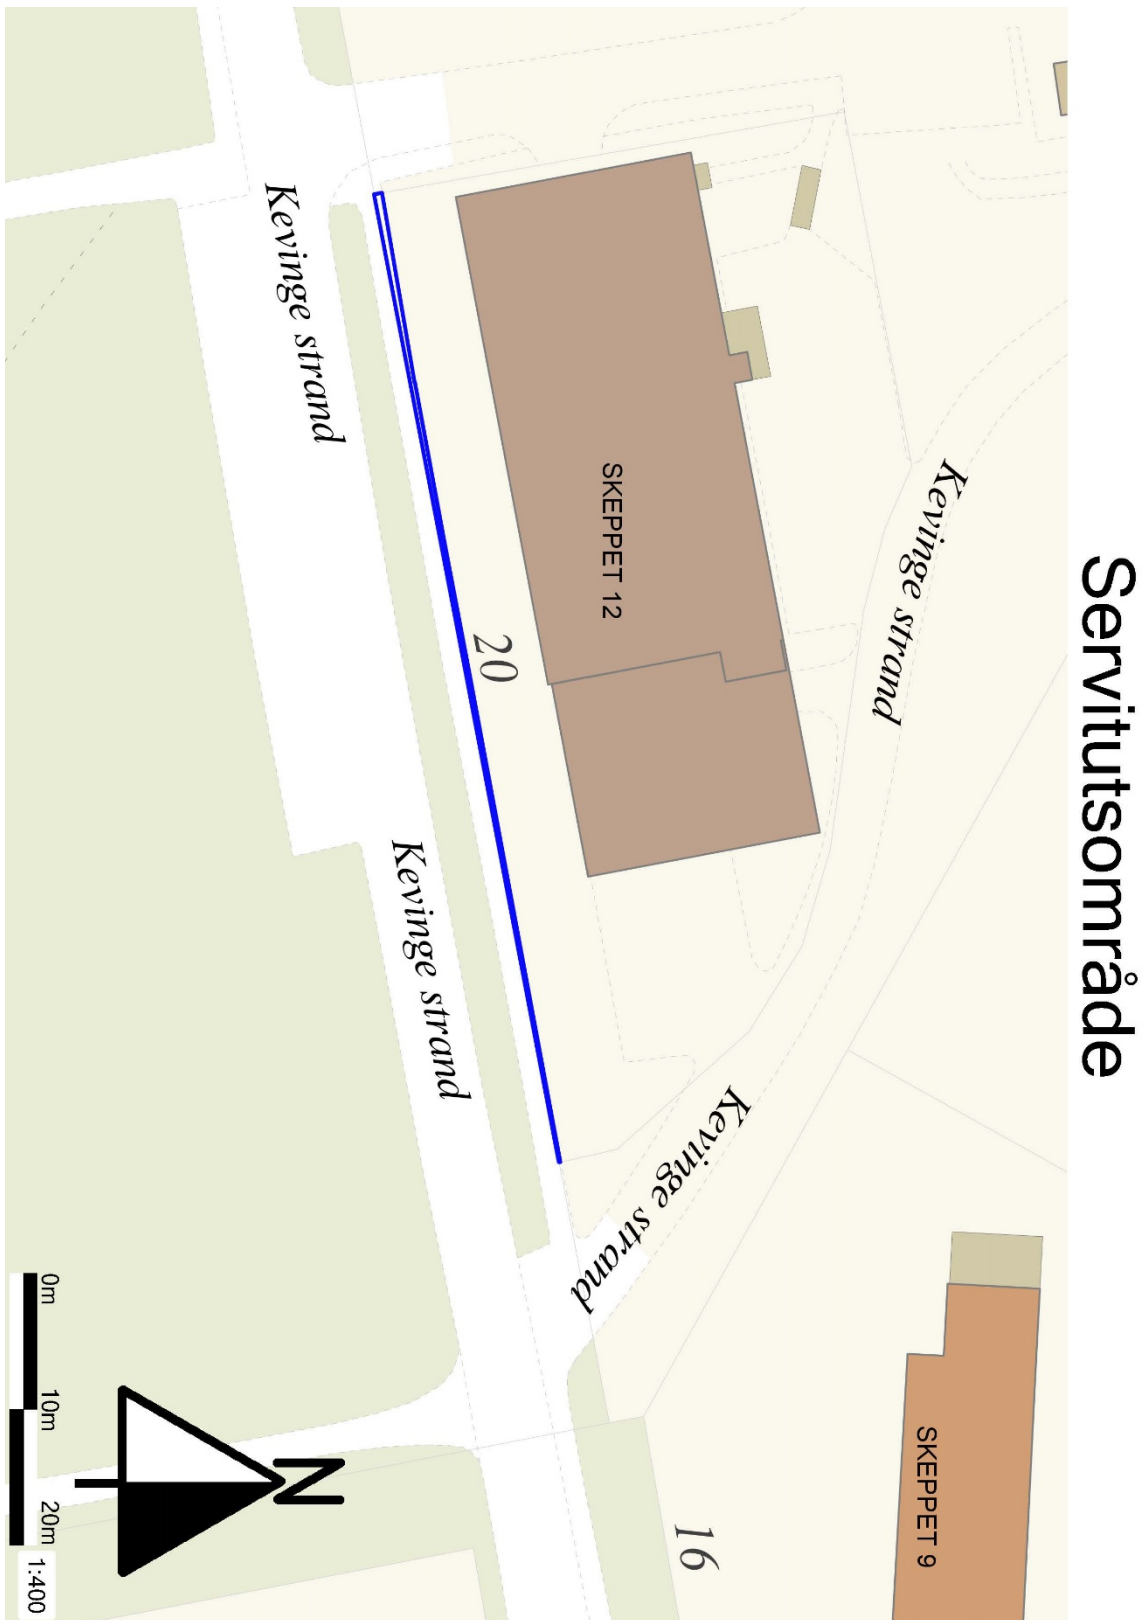 Servitutsområde
Kevinge strand
Kevinge strand
SKEPPET 12
20
Kevinge strand
Kevinge strand
SKEPPET 9
16
N
0m 10m 20m
1:400